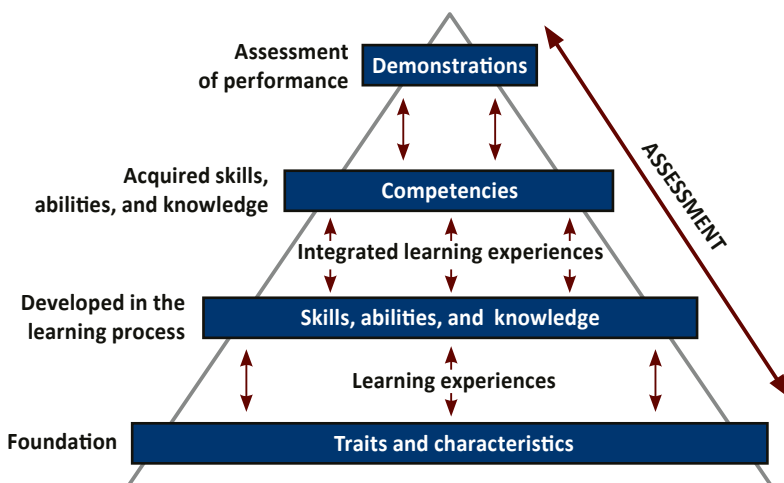 Assessment
of performance
Demonstrations
ASSESSMENT
Acquired skills,
abilities, and knowledge
Competencies
Integrated learning experiences
Developed in the
learning process
Skills, abilities, and knowledge
Learning experiences
Foundation
Traits and characteristics